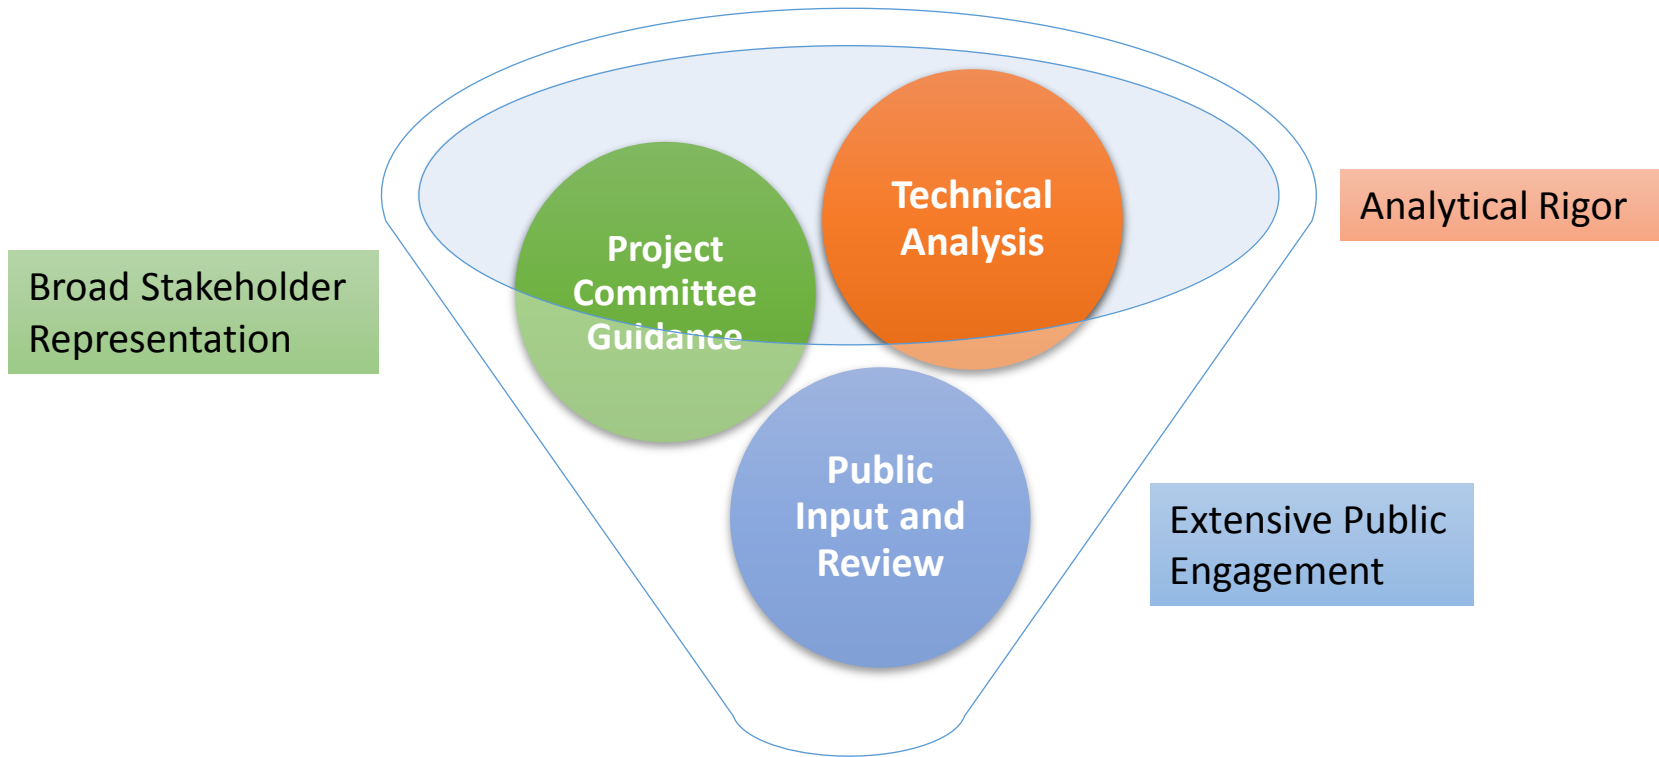 Technical
Analysis
Analytical Rigor
Project
Committee
Guidance
Broad Stakeholder
Representation
Public
Input and
Review
Extensive Public
Engagement